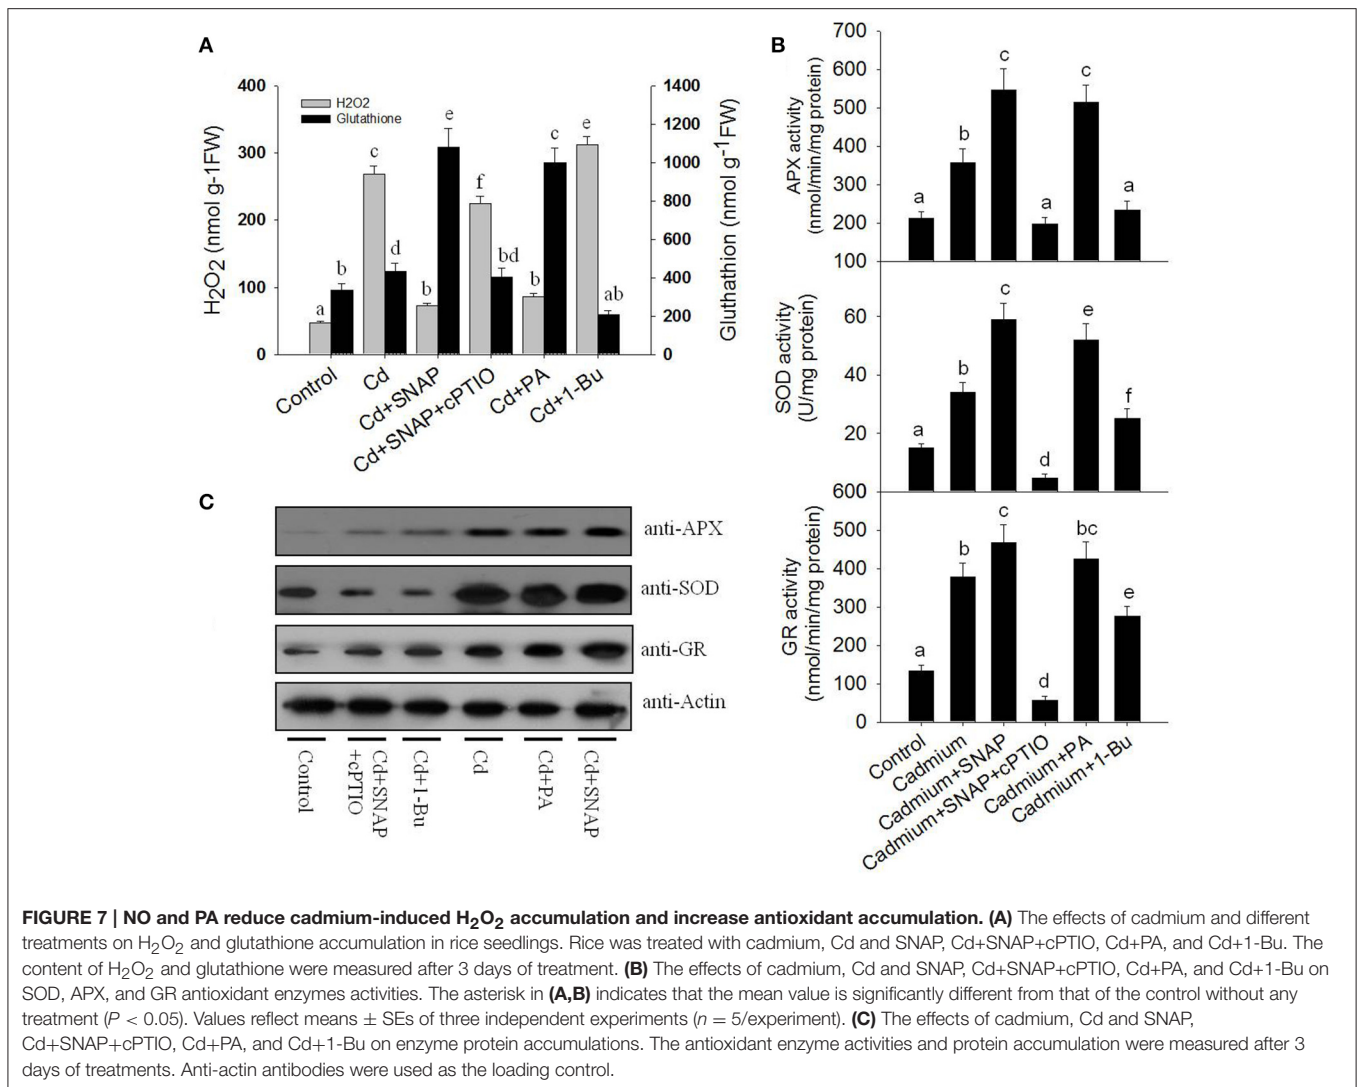 A
400
300
200
100
0
H2O2 (nmol g-1FW)
H2O2
Glutathione
a
b
c
d
b
e
f
bd
b
c
e
ab
1400
1200
1000
800
600
400
200
0
Gluthathion (nmol g-1FW)
Control
Cd
Cd+SNAP
Cd+SNAP+cPTIO
Cd+PA
Cd+1-Bu
B
700
600
500
400
300
200
100
APX activity
(nmol/min/mg protein)
a
b
c
a
c
a
60
40
20
SOD activity
(U/mg protein)
a
b
c
d
e
f
600
500
400
300
200
100
0
GR activity
(nmol/min/mg protein)
a
b
c
d
bc
e
Control
Cadmium
Cadmium+SNAP
Cadmium+SNAP+cPTIO
Cadmium+PA
Cadmium+1-Bu
C
anti-APX
anti-SOD
anti-GR
anti-Actin
Control
Cd+SNAP
+cPTIO
Cd+1-Bu
Cd
Cd+PA
Cd+SNAP
FIGURE 7 | NO and PA reduce cadmium-induced H2O2 accumulation and increase antioxidant accumulation. (A) The effects of cadmium and different
treatments on H2O2 and glutathione accumulation in rice seedlings. Rice was treated with cadmium, Cd and SNAP, Cd+SNAP+cPTIO, Cd+PA, and Cd+1-Bu. The
content of H2O2 and glutathione were measured after 3 days of treatment. (B) The effects of cadmium, Cd and SNAP, Cd+SNAP+cPTIO, Cd+PA, and Cd+1-Bu on
SOD, APX, and GR antioxidant enzymes activities. The asterisk in (A,B) indicates that the mean value is significantly different from that of the control without any
treatment (P < 0.05). Values reflect means ± SEs of three independent experiments (n = 5/experiment). (C) The effects of cadmium, Cd and SNAP,
Cd+SNAP+cPTIO, Cd+PA, and Cd+1-Bu on enzyme protein accumulations. The antioxidant enzyme activities and protein accumulation were measured after 3
days of treatments. Anti-actin antibodies were used as the loading control.